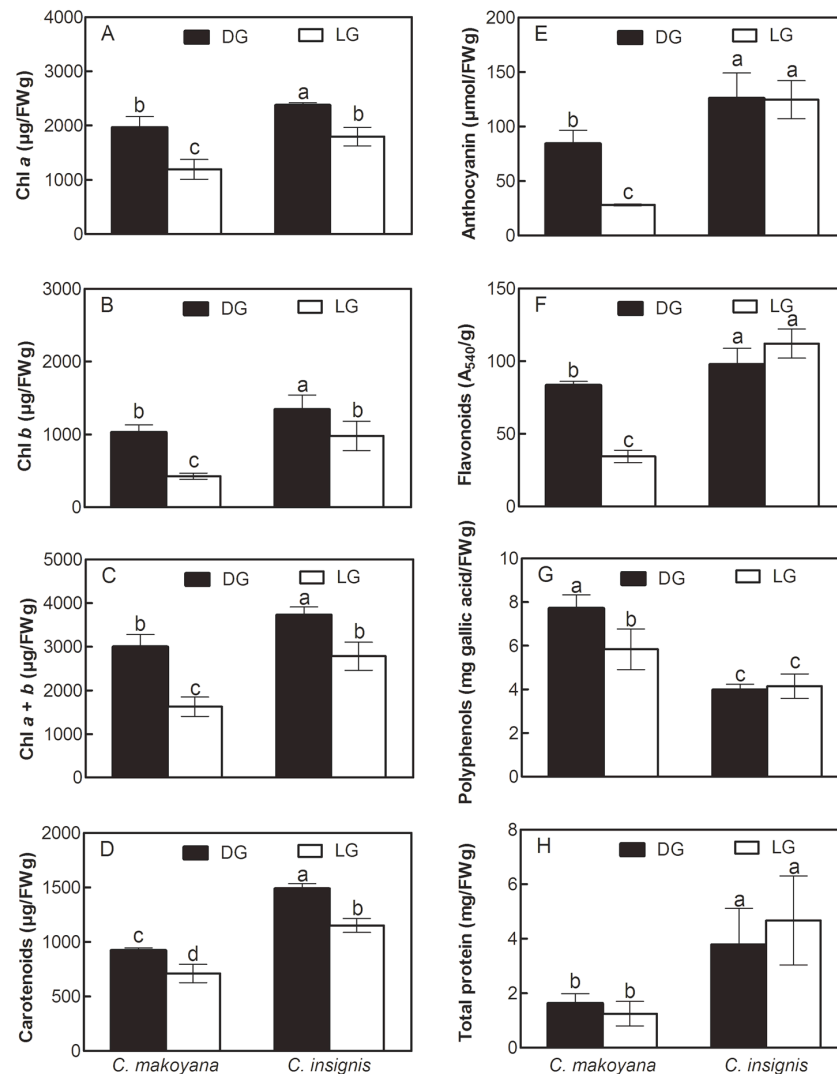 A
DG
LG
Chl a (µg/FWg)
4000
3000
2000
1000
0
b
c
a
b
B
DG
LG
Chl b (µg/FWg)
3000
2000
1000
0
b
c
a
b
C
DG
LG
Chl a + b (µg/FWg)
5000
4000
3000
2000
1000
0
b
c
a
b
D
DG
LG
Carotenoids (µg/FWg)
2000
1500
1000
500
0
c
d
a
b
C. makoyana
C. insignis
E
DG
LG
Anthocyanin (µmol/FWg)
200
150
100
50
0
b
c
a
a
F
DG
LG
Flavonoids (A540/g)
150
100
50
0
b
c
a
a
G
DG
LG
Polyphenols (mg gallic acid/FWg)
10
8
6
4
2
0
a
b
c
c
H
DG
LG
Total protein (mg/FWg)
8
6
4
2
0
b
b
a
a
C. makoyana
C. insignis